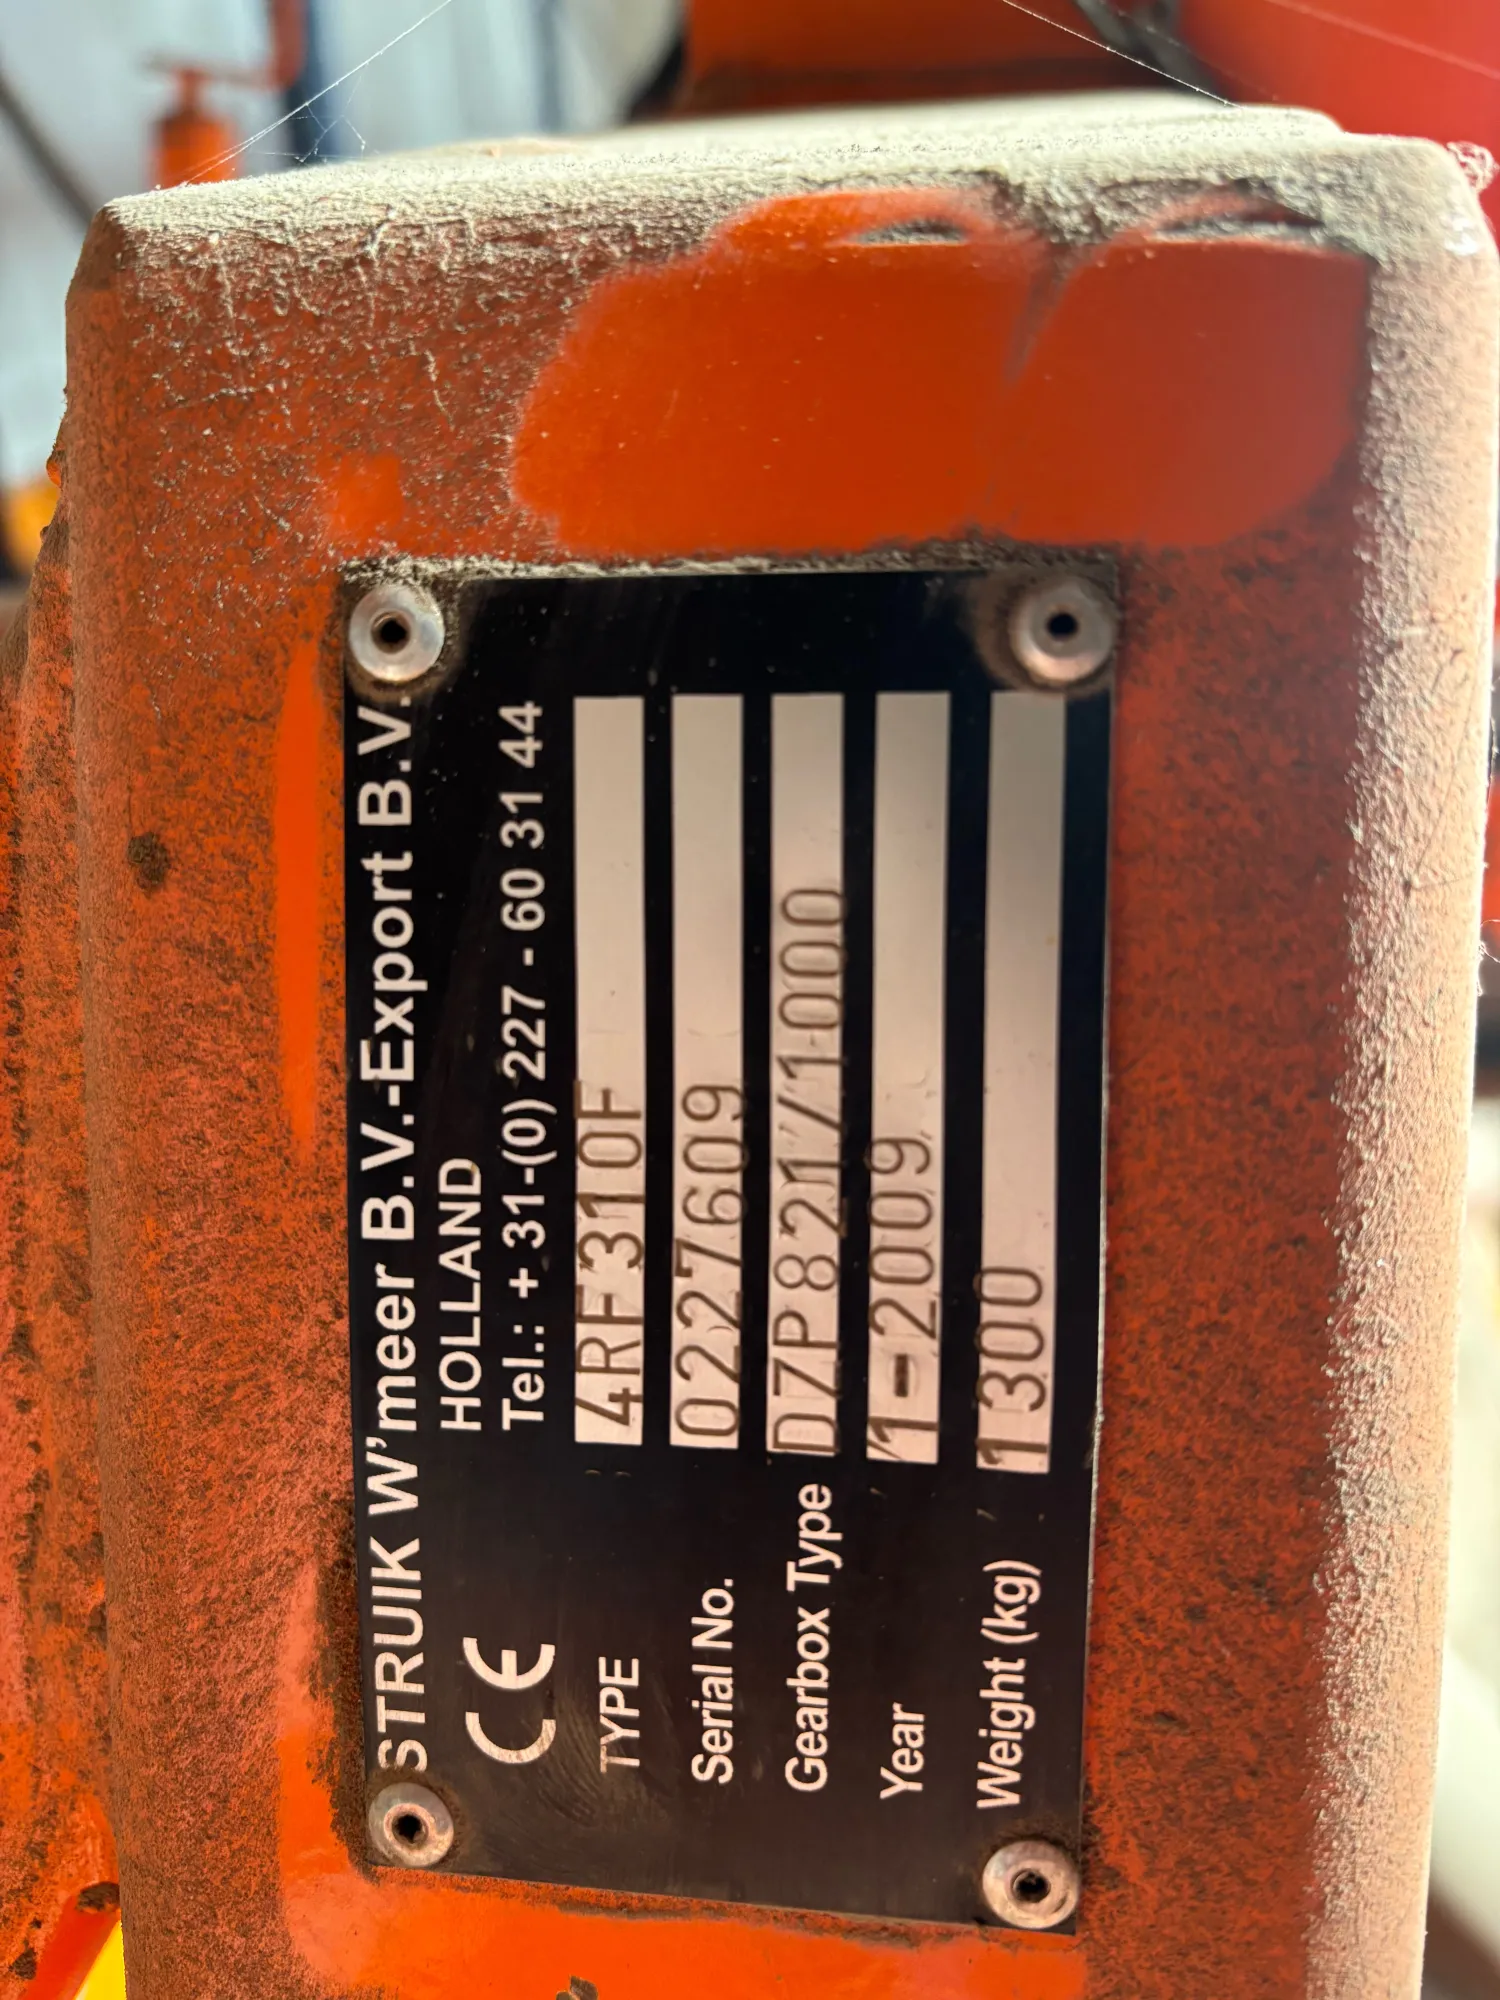 STRUIK W'meer B.V.-Export B.V.
CE HOLLAND
Tel.: + 31-(0) 227 - 60 31 44
TYPE 4RF310F
Serial No. 0227609
Gearbox Type DZP821/1000
Year 1-2009
Weight (kg) 1300